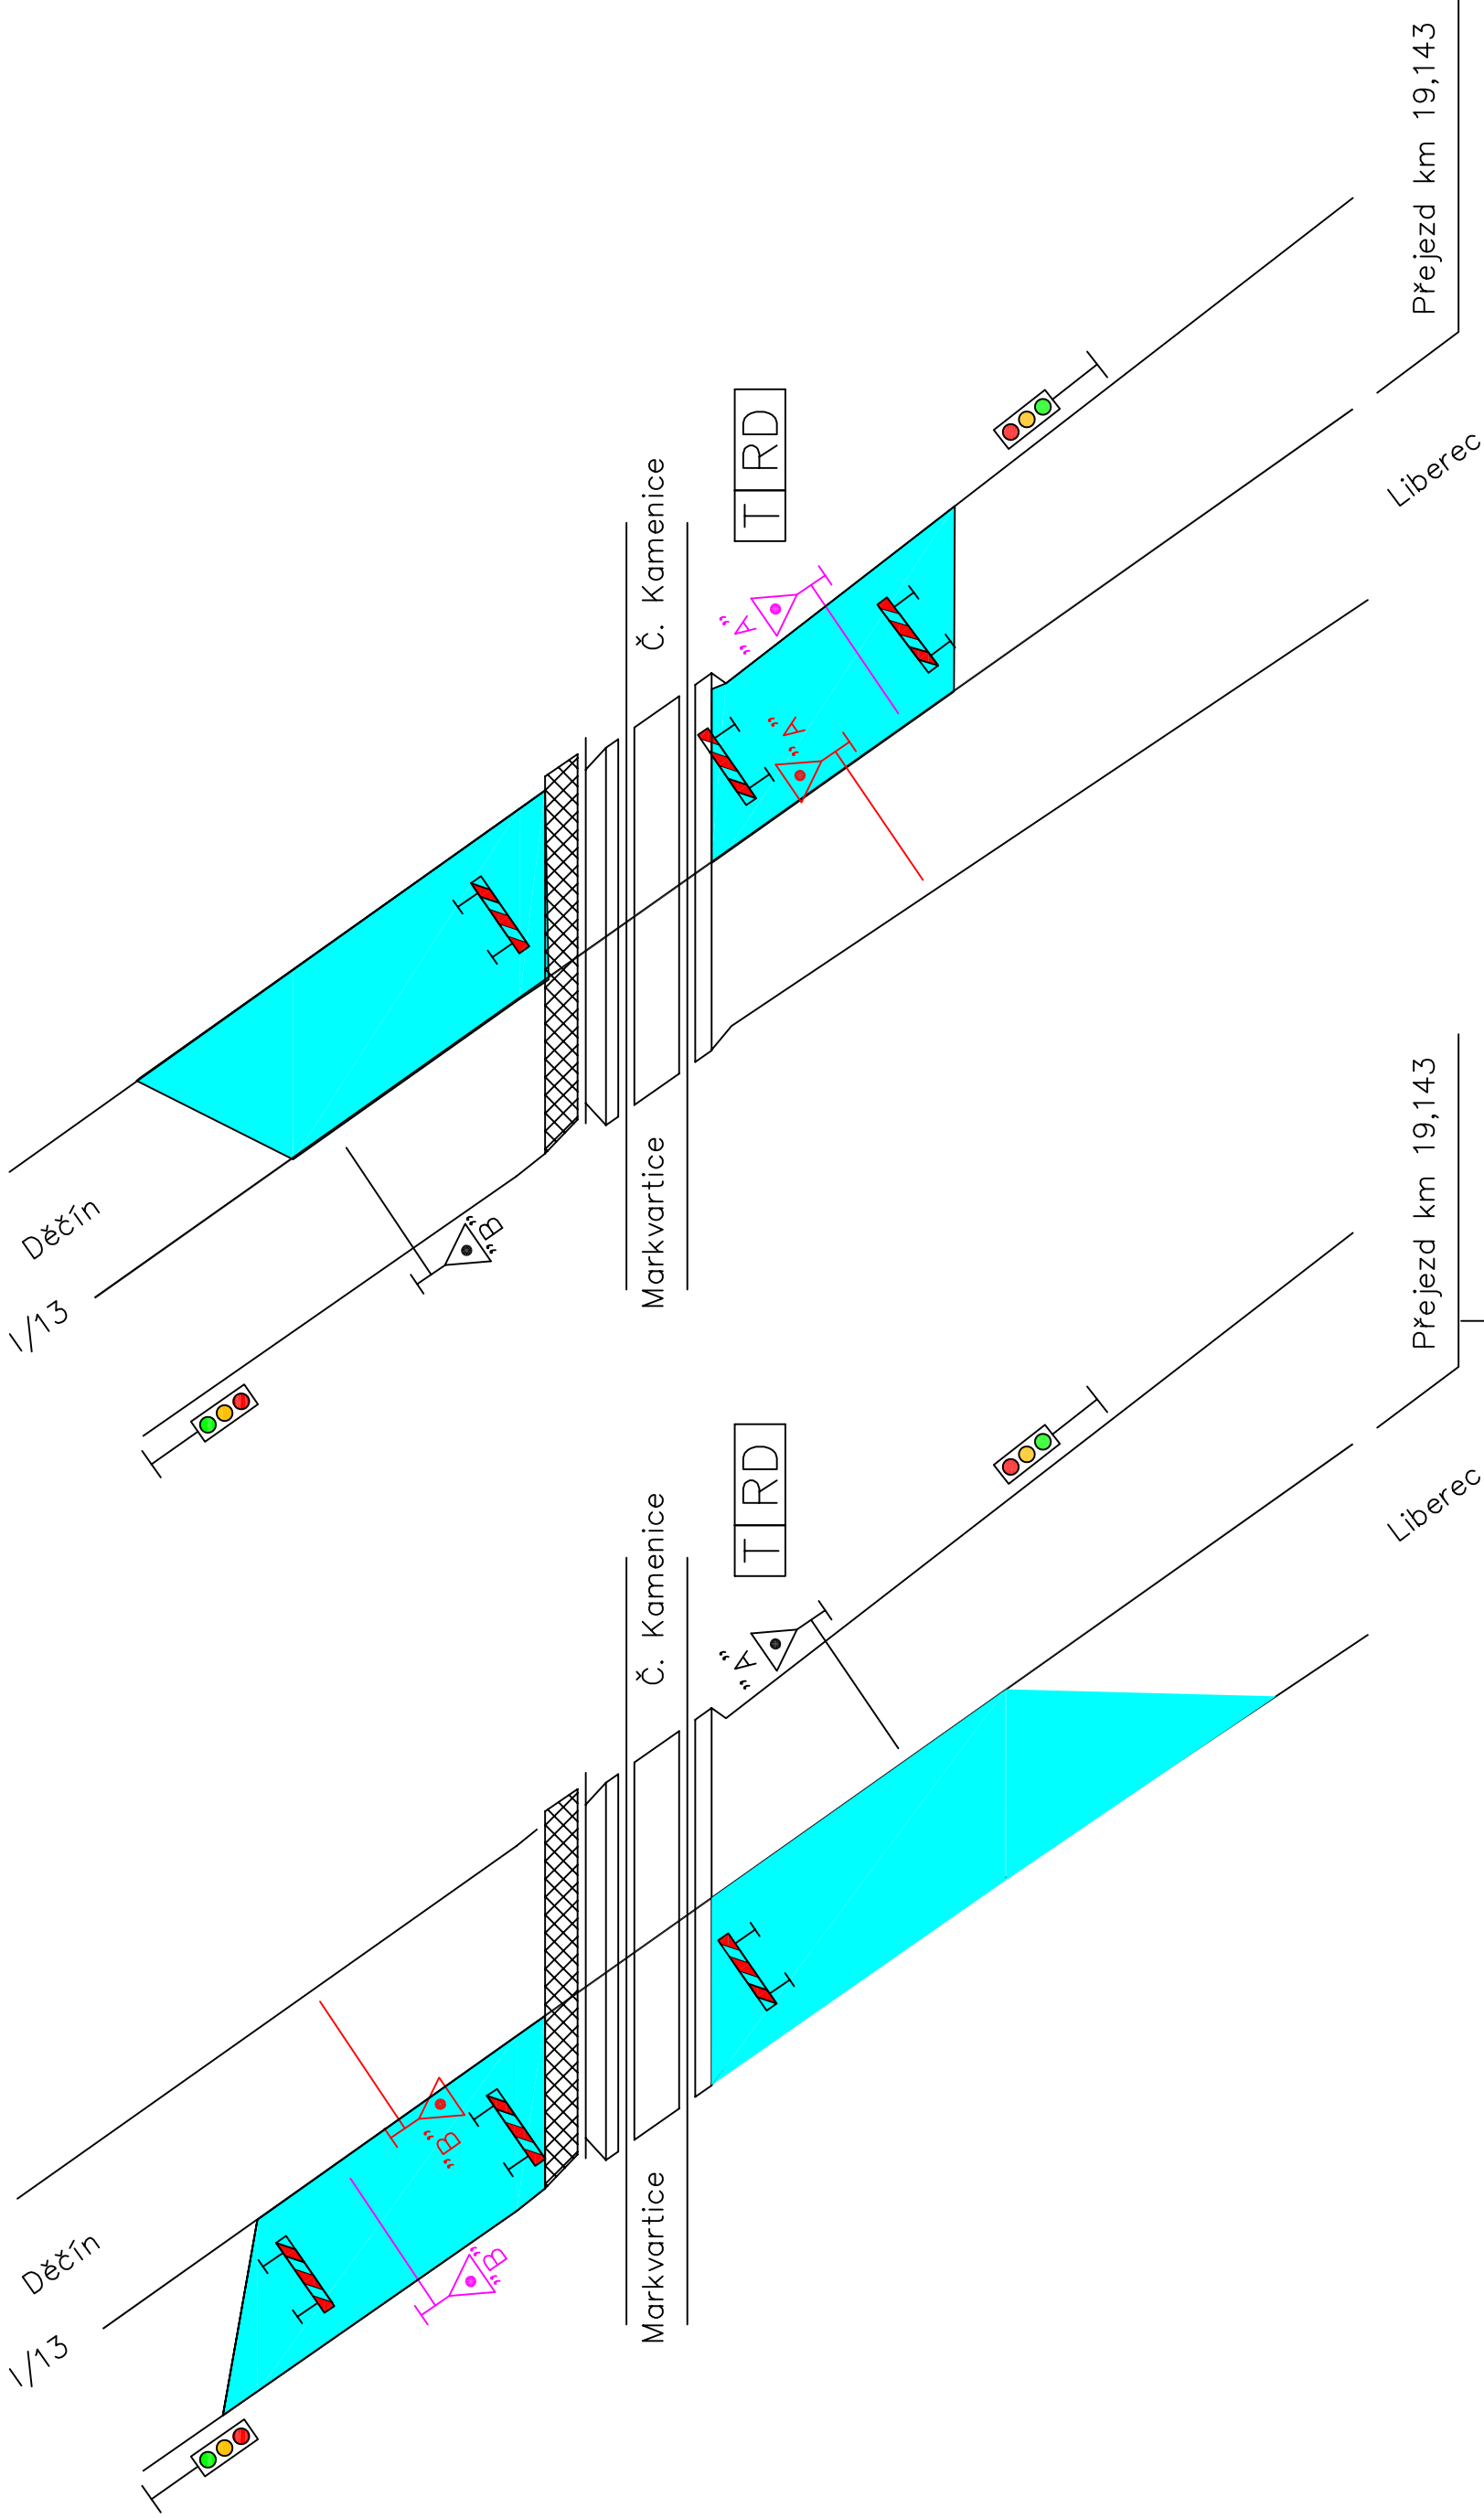 I/13
Děčín
„B“
„B“
Markvartice
Č. Kamenice
„A“
T RD
Liberec
Přejezd km 19,143
I/13
Děčín
„B“
Markvartice
Č. Kamenice
„A“
„A“
T RD
Liberec
Přejezd km 19,143